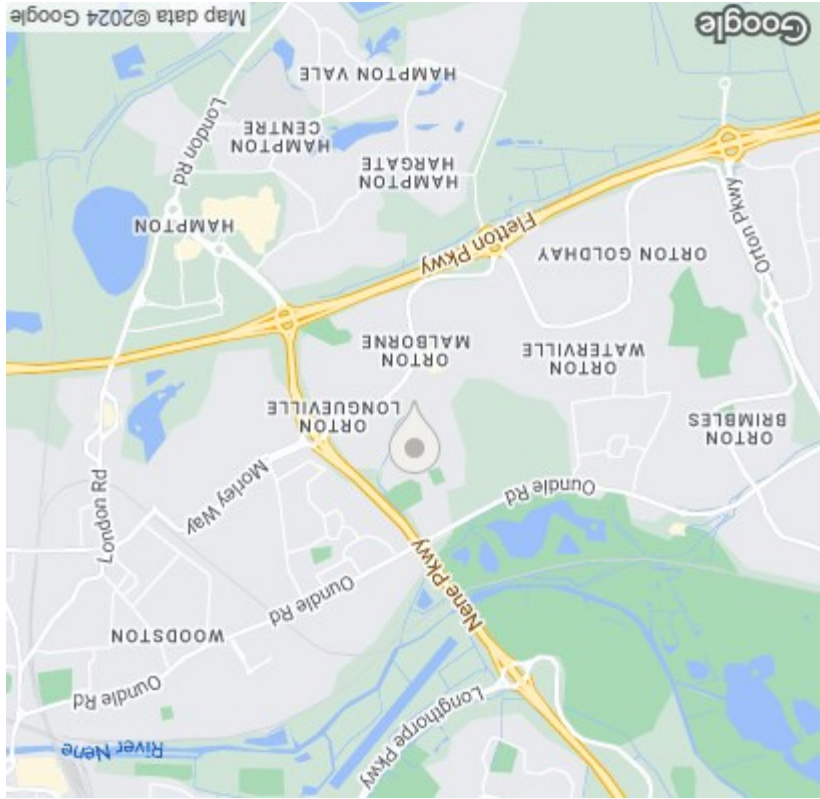 River Nene
Longthorpe Pkwy
Oundle Rd
WOODSTON
Oundle Rd
Nene Pkwy
London Rd
Morley Way
Oundle Rd
ORTON
BRIMBLES
ORTON
LONGUEVILLE
ORTON
WATERVILLE
ORTON
MALBORNE
ORTON GOLDHAY
Orton Pkwy
Fletton Pkwy
HAMPTON
HAMPTON
HARGATE
HAMPTON
CENTRE
London Rd
HAMPTON VALE
Google
Map data ©2024 Google